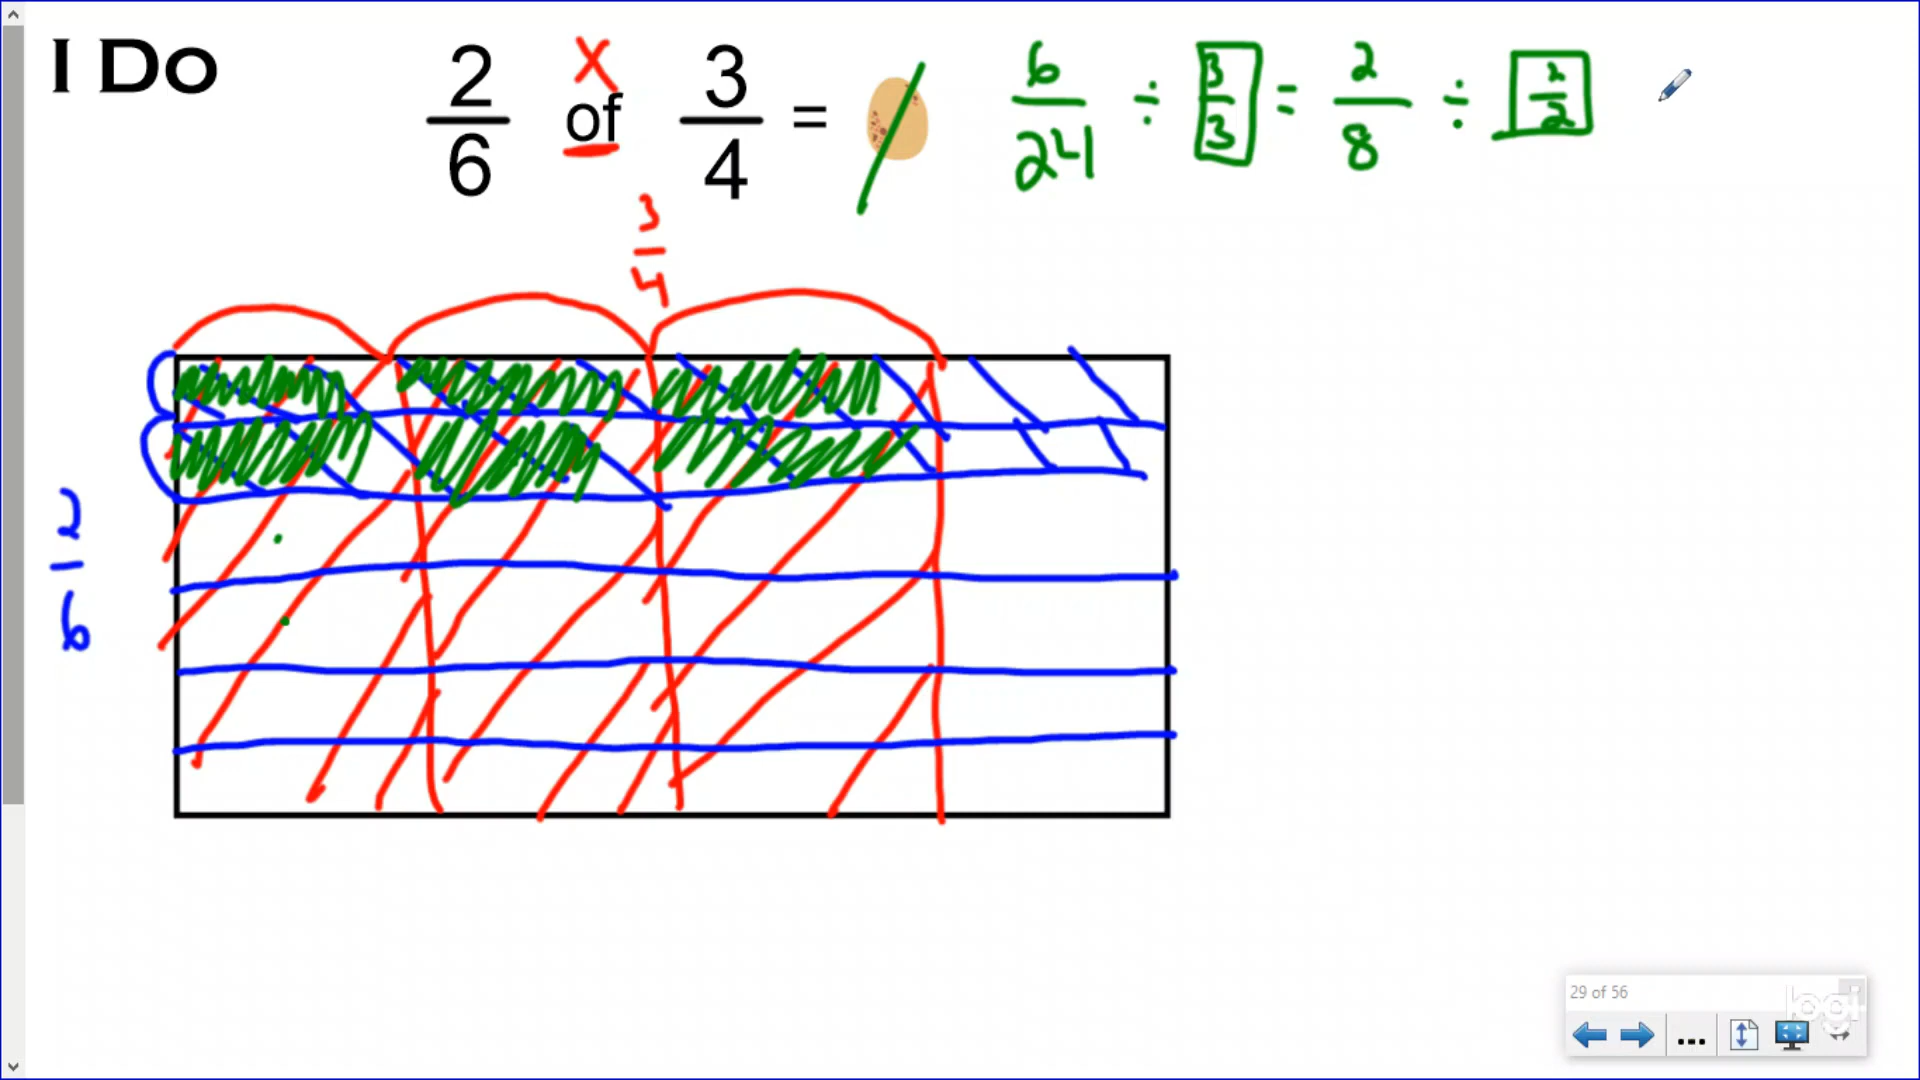 I Do
2/6 x of 3/4 = 6/24 ÷ 3/3 = 2/8 ÷ 2/2
3/4
2/6
29 of 56
logi
...